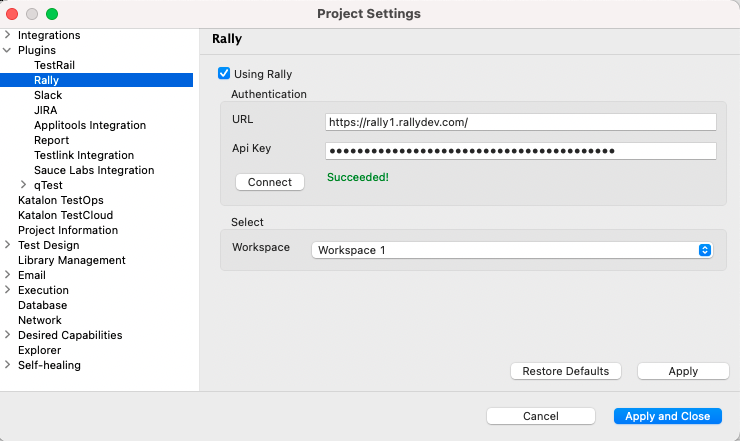 Project Settings
Integrations
Plugins
TestRail
Rally
Slack
JIRA
Applitools Integration
Report
Testlink Integration
Sauce Labs Integration
qTest
Katalon TestOps
Katalon TestCloud
Project Information
Test Design
Library Management
Email
Execution
Database
Network
Desired Capabilities
Explorer
Self-healing
Rally
Using Rally
Authentication
URL
https://rally1.rallydev.com/
Api Key
●●●●●●●●●●●●●●●●●●●●●●●●●●●●●●●●●●●●●●●●●●
Connect
Succeeded!
Select
Workspace
Workspace 1
Restore Defaults
Apply
Cancel
Apply and Close